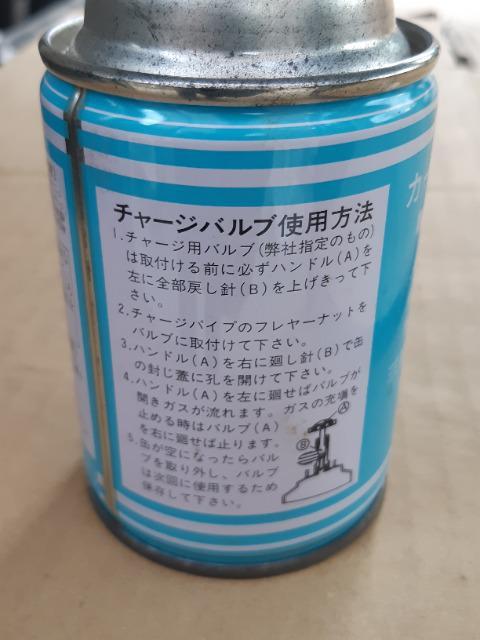 チャージバルブ使用方法
1.チャージ用バルブ(弊社指定のもの)
は取付ける前に必ずハンドル(A)を
左に全部戻し針(B)を上げきって下
さい。
2.チャージパイプのフレヤーナットを
バルブに取付けて下さい。
3.ハンドル(A)を右に廻し針(B)で缶
の封じ蓋に孔を開けて下さい。
4.ハンドル(A)を左に廻せばバルブが
開きガスが流れます。ガスの充塡を
止める時はバルブ(A)
を右に廻せば止ります。
5.缶が空になったらバル
ブを取り外し、バルブ
は次回に使用するため
保存して下さい。
A
B
カ